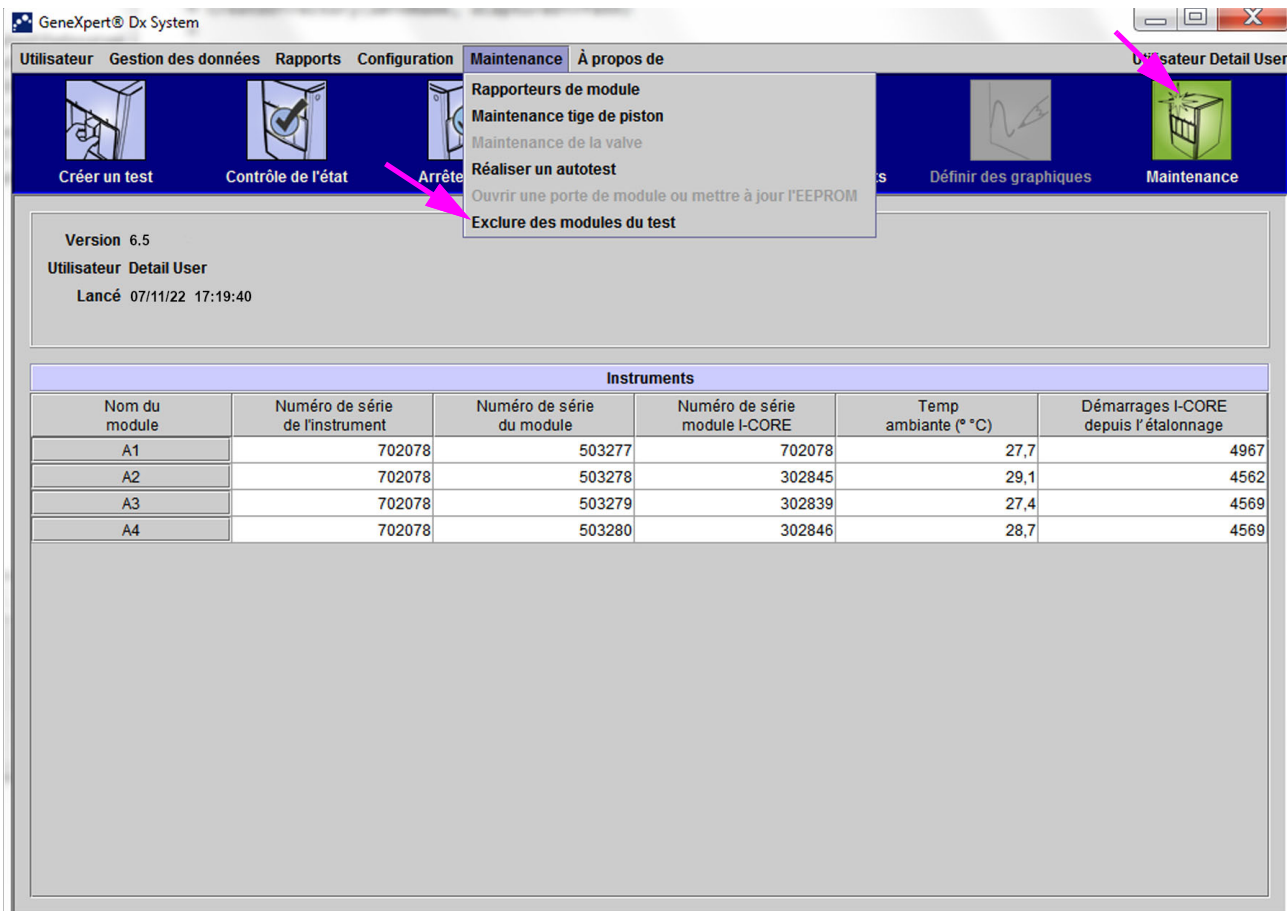 GeneXpert® Dx System
Utilisateur Gestion des données Rapports Configuration Maintenance À propos de Utilisateur Detail User
Rapporteurs de module
Maintenance tige de piston
Maintenance de la valve
Réaliser un autotest
Ouvrir une porte de module ou mettre à jour l'EEPROM
Exclure des modules du test
Créer un test Contrôle de l'état Définir des graphiques Maintenance
Version 6.5
Utilisateur Detail User
Lancé 07/11/22 17:19:40
Instruments
Nom du Numéro de série Numéro de série Numéro de série Temp Démarrages I-CORE
module de l'instrument du module module I-CORE ambiante (° °C) depuis l'étalonnage
A1 702078 503277 702078 27,7 4967
A2 702078 503278 302845 29,1 4562
A3 702078 503279 302839 27,4 4569
A4 702078 503280 302846 28,7 4569